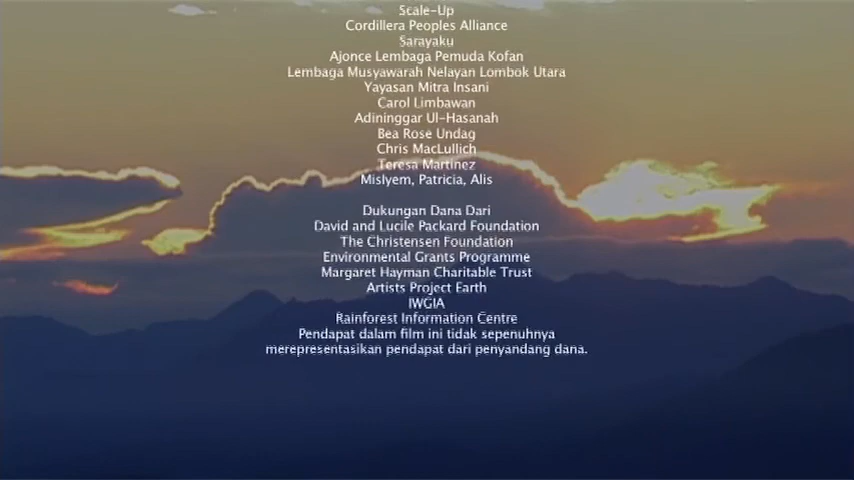 Scale-Up
Cordillera Peoples Alliance
Sarayaku
Ajonce Lembaga Pemuda Kofan
Lembaga Musyawarah Nelayan Lombok Utara
Yayasan Mitra Insani
Carol Limbawan
Adininggar Ul-Hasanah
Bea Rose Undag
Chris MacLullich
Teresa Martinez
Mislyem, Patricia, Alis
Dukungan Dana Dari
David and Lucile Packard Foundation
The Christensen Foundation
Environmental Grants Programme
Margaret Hayman Charitable Trust
Artists Project Earth
IWGIA
Rainforest Information Centre
Pendapat dalam film ini tidak sepenuhnya
merepresentasikan pendapat dari penyandang dana.